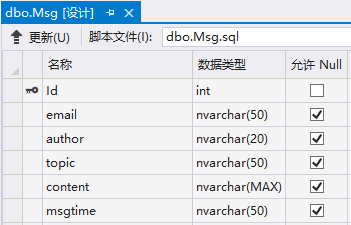 dbo.Msg [设计]
更新(U) 脚本文件(I): dbo.Msg.sql
名称 数据类型 允许 Null
Id int
email nvarchar(50)
author nvarchar(20)
topic nvarchar(50)
content nvarchar(MAX)
msgtime nvarchar(50)